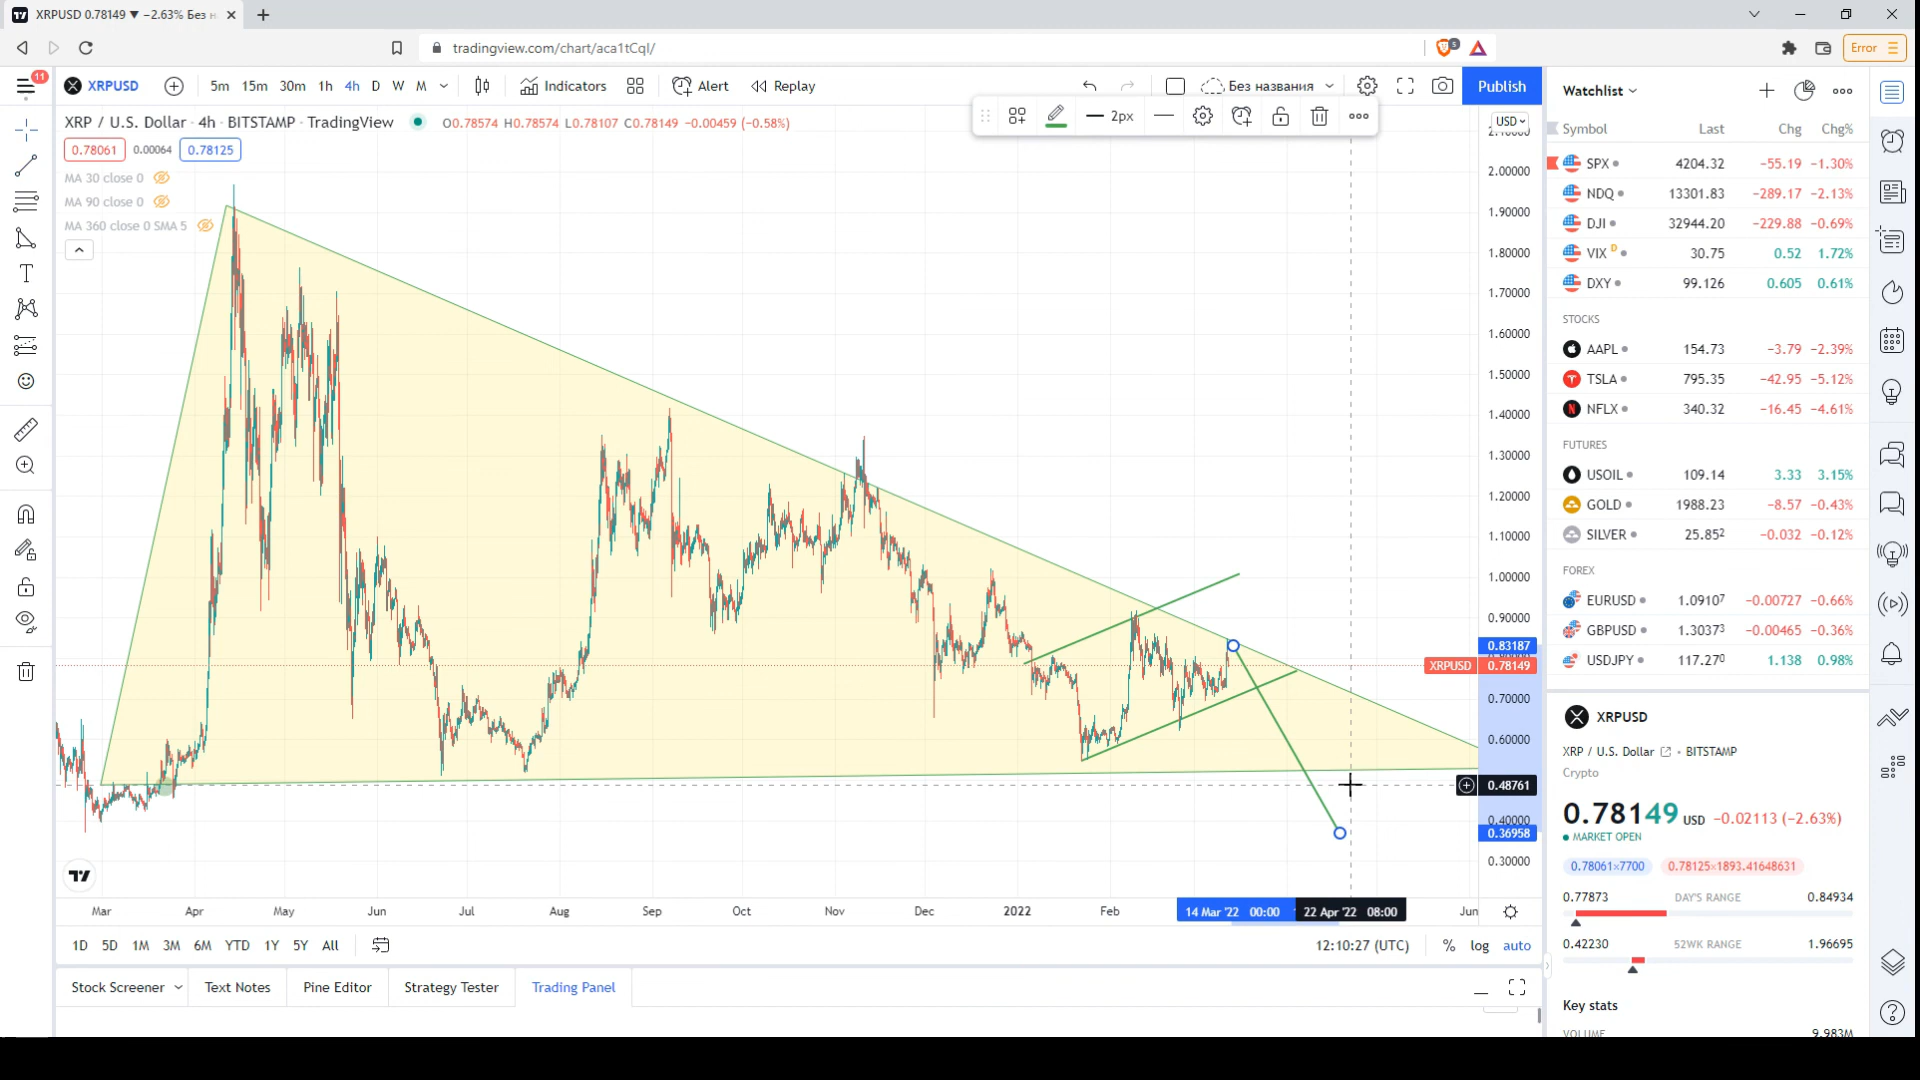 XRPUSD 0.78149 ▼ −2.63% Без н
tradingview.com/chart/aca1tCqI/
5
Error
11
XRPUSD
5m 15m 30m 1h 4h D W M
Indicators
Alert
Replay
Без названия
Publish
XRP / U.S. Dollar · 4h · BITSTAMP · TradingView
O0.78574 H0.78574 L0.78107 C0.78149 −0.00459 (−0.58%)
0.78061 0.00064 0.78125
MA 30 close 0
MA 90 close 0
MA 360 close 0 SMA 5
2px
USD
2.00000
1.90000
1.80000
1.70000
1.60000
1.50000
1.40000
1.30000
1.20000
1.10000
1.00000
0.90000
0.83187
XRPUSD 0.78149
0.70000
0.60000
0.48761
0.40000
0.36958
0.30000
Mar Apr May Jun Jul Aug Sep Oct Nov Dec 2022 Feb 14 Mar '22 00:00 22 Apr '22 08:00 Jun
1D 5D 1M 3M 6M YTD 1Y 5Y All
12:10:27 (UTC) % log auto
Stock Screener Text Notes Pine Editor Strategy Tester Trading Panel
Watchlist
Symbol Last Chg Chg%
SPX 4204.32 −55.19 −1.30%
NDQ 13301.83 −289.17 −2.13%
DJI 32944.20 −229.88 −0.69%
VIX D 30.75 0.52 1.72%
DXY 99.126 0.605 0.61%
STOCKS
AAPL 154.73 −3.79 −2.39%
TSLA 795.35 −42.95 −5.12%
NFLX 340.32 −16.45 −4.61%
FUTURES
USOIL 109.14 3.33 3.15%
GOLD 1988.23 −8.57 −0.43%
SILVER 25.852 −0.032 −0.12%
FOREX
EURUSD 1.09107 −0.00727 −0.66%
GBPUSD 1.30373 −0.00465 −0.36%
USDJPY 117.270 1.138 0.98%
XRPUSD
XRP / U.S. Dollar • BITSTAMP
Crypto
0.78149 USD −0.02113 (−2.63%)
MARKET OPEN
0.78061×7700 0.78125×1893.41648631
0.77873 DAY'S RANGE 0.84934
0.42230 52WK RANGE 1.96695
Key stats
VOLUME 9.983M